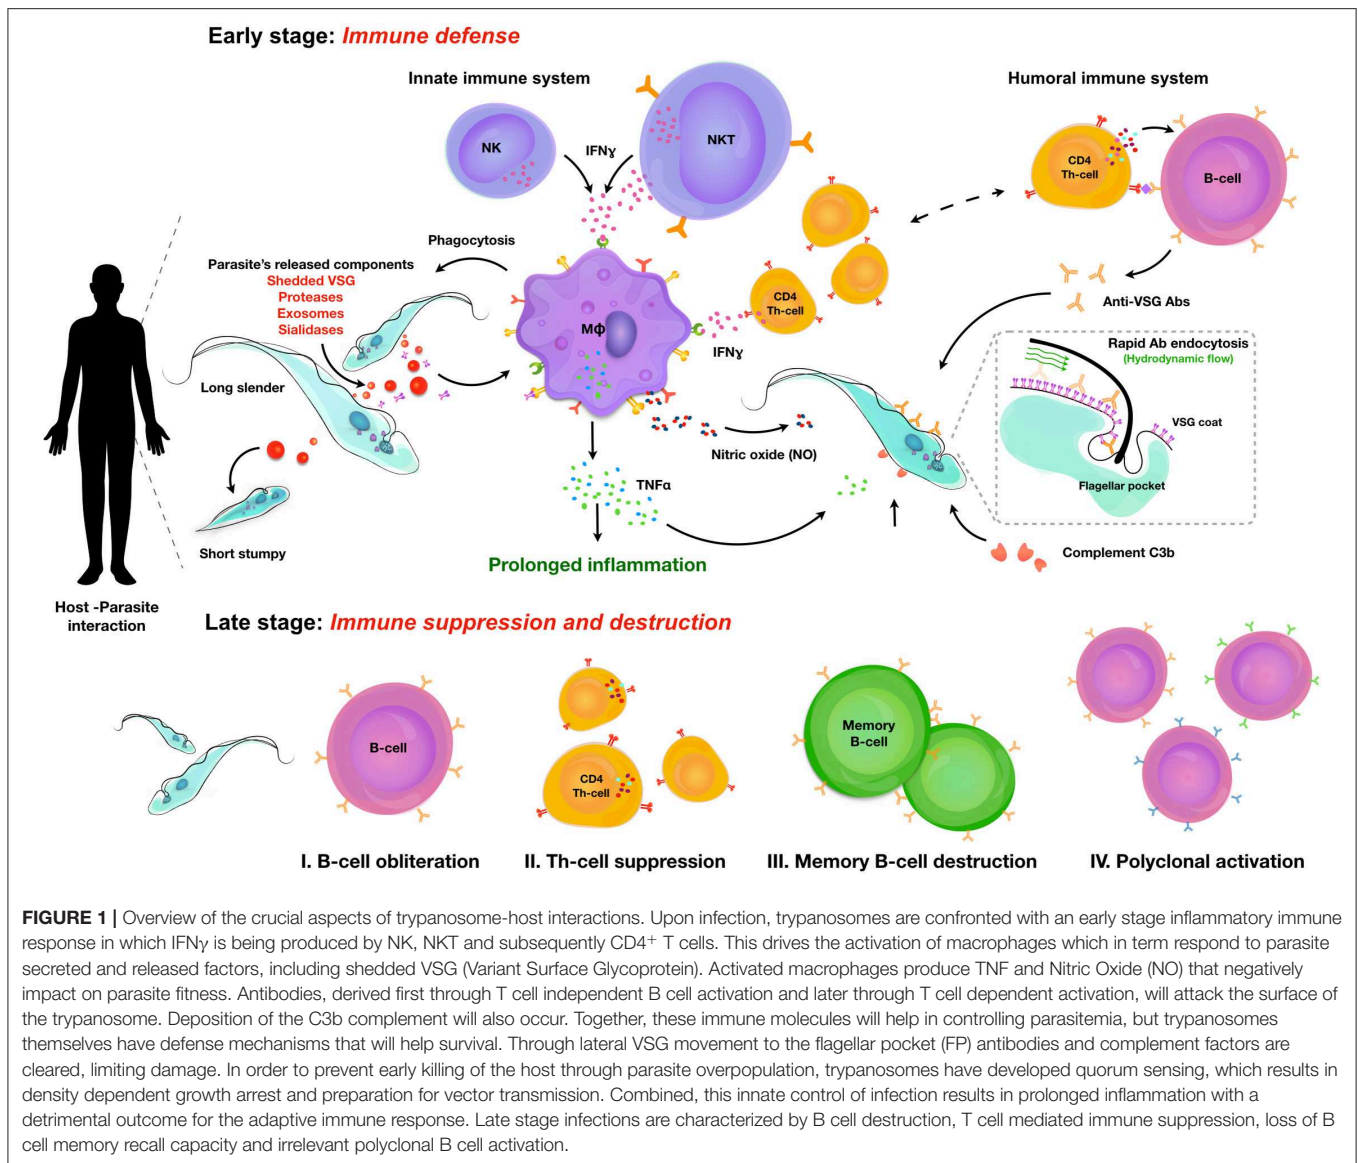 Early stage: Immune defense
Innate immune system
Humoral immune system
NK
IFNγ
NKT
CD4
Th-cell
B-cell
Phagocytosis
Parasite's released components
Shedded VSG
Proteases
Exosomes
Sialidases
MΦ
CD4
Th-cell
IFNγ
Anti-VSG Abs
Rapid Ab endocytosis
(Hydrodynamic flow)
VSG coat
Flagellar pocket
Long slender
Nitric oxide (NO)
TNFα
Short stumpy
Complement C3b
Prolonged inflammation
Host -Parasite
interaction
Late stage: Immune suppression and destruction
B-cell
CD4
Th-cell
Memory
B-cell
I. B-cell obliteration
II. Th-cell suppression
III. Memory B-cell destruction
IV. Polyclonal activation
FIGURE 1 | Overview of the crucial aspects of trypanosome-host interactions. Upon infection, trypanosomes are confronted with an early stage inflammatory immune
response in which IFNγ is being produced by NK, NKT and subsequently CD4⁺ T cells. This drives the activation of macrophages which in term respond to parasite
secreted and released factors, including shedded VSG (Variant Surface Glycoprotein). Activated macrophages produce TNF and Nitric Oxide (NO) that negatively
impact on parasite fitness. Antibodies, derived first through T cell independent B cell activation and later through T cell dependent activation, will attack the surface of
the trypanosome. Deposition of the C3b complement will also occur. Together, these immune molecules will help in controlling parasitemia, but trypanosomes
themselves have defense mechanisms that will help survival. Through lateral VSG movement to the flagellar pocket (FP) antibodies and complement factors are
cleared, limiting damage. In order to prevent early killing of the host through parasite overpopulation, trypanosomes have developed quorum sensing, which results in
density dependent growth arrest and preparation for vector transmission. Combined, this innate control of infection results in prolonged inflammation with a
detrimental outcome for the adaptive immune response. Late stage infections are characterized by B cell destruction, T cell mediated immune suppression, loss of B
cell memory recall capacity and irrelevant polyclonal B cell activation.